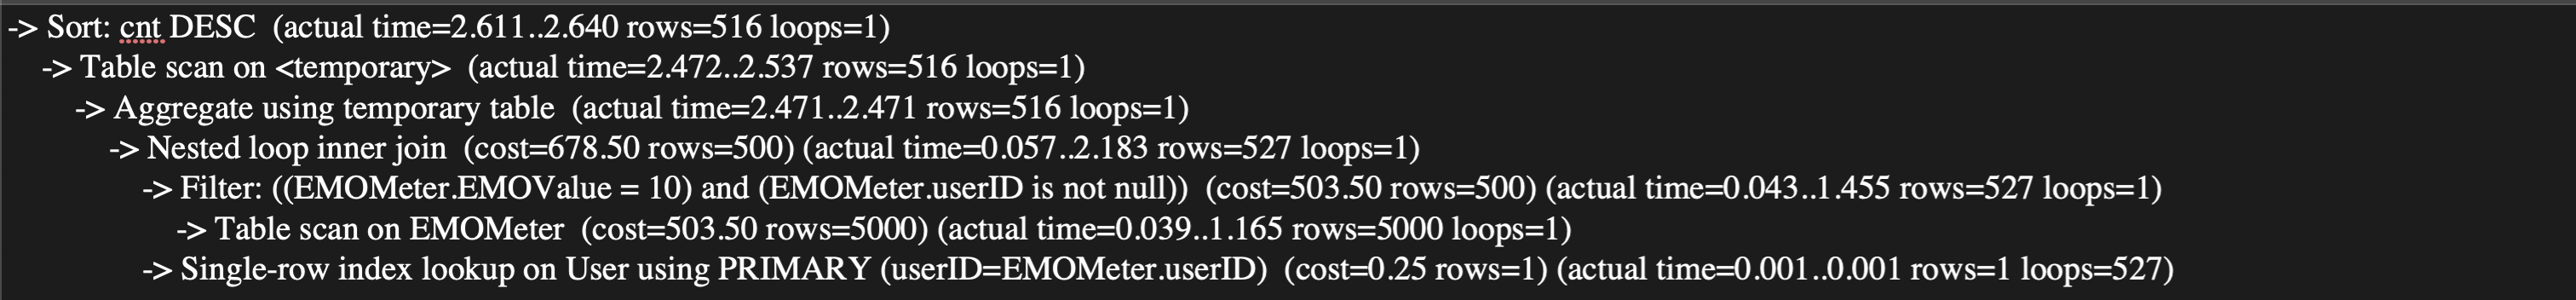 -> Sort: cnt DESC  (actual time=2.611..2.640 rows=516 loops=1)
-> Table scan on <temporary>  (actual time=2.472..2.537 rows=516 loops=1)
-> Aggregate using temporary table  (actual time=2.471..2.471 rows=516 loops=1)
-> Nested loop inner join  (cost=678.50 rows=500) (actual time=0.057..2.183 rows=527 loops=1)
-> Filter: ((EMOMeter.EMOValue = 10) and (EMOMeter.userID is not null))  (cost=503.50 rows=500) (actual time=0.043..1.455 rows=527 loops=1)
-> Table scan on EMOMeter  (cost=503.50 rows=5000) (actual time=0.039..1.165 rows=5000 loops=1)
-> Single-row index lookup on User using PRIMARY (userID=EMOMeter.userID)  (cost=0.25 rows=1) (actual time=0.001..0.001 rows=1 loops=527)